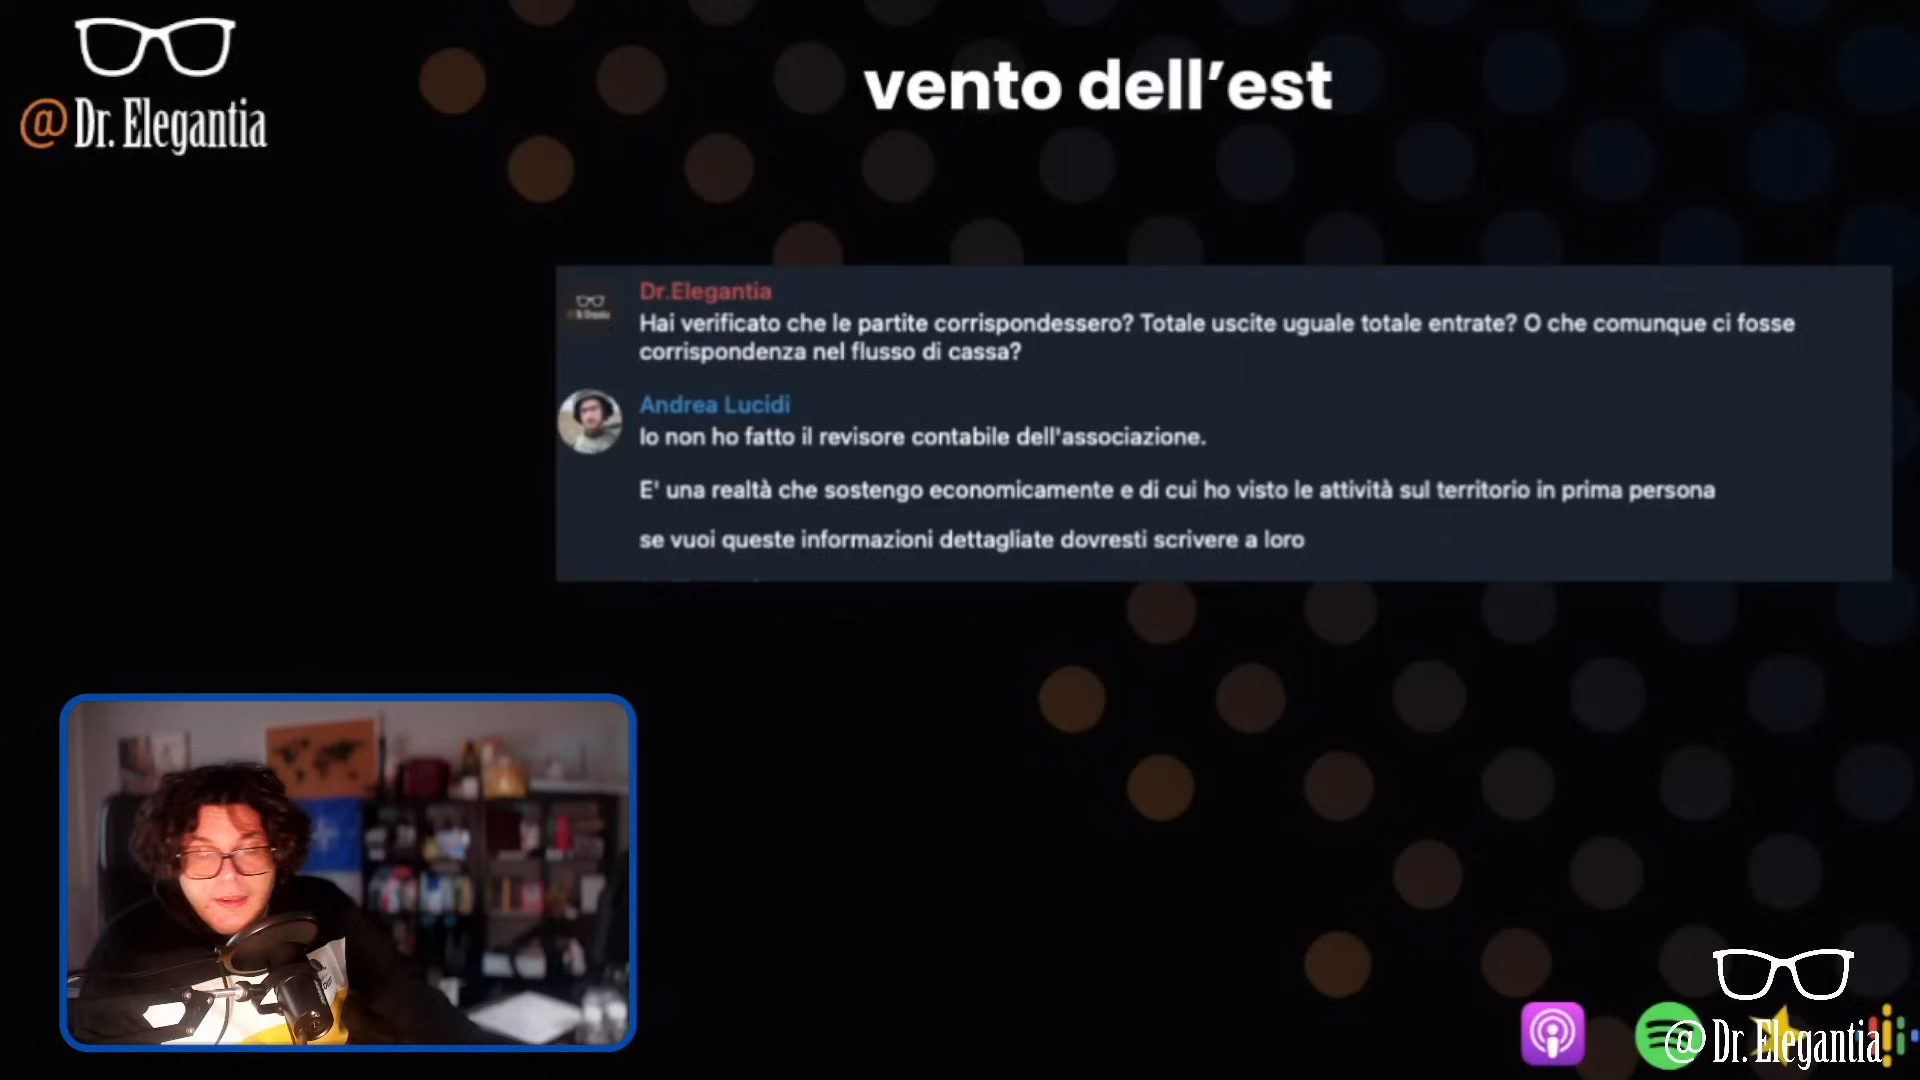 @ Dr. Elegantia
vento dell’est
Dr.Elegantia
Hai verificato che le partite corrispondessero? Totale uscite uguale totale entrate? O che comunque ci fosse
corrispondenza nel flusso di cassa?
Andrea Lucidi
Io non ho fatto il revisore contabile dell'associazione.
E' una realtà che sostengo economicamente e di cui ho visto le attività sul territorio in prima persona
se vuoi queste informazioni dettagliate dovresti scrivere a loro
@ Dr. Elegantia